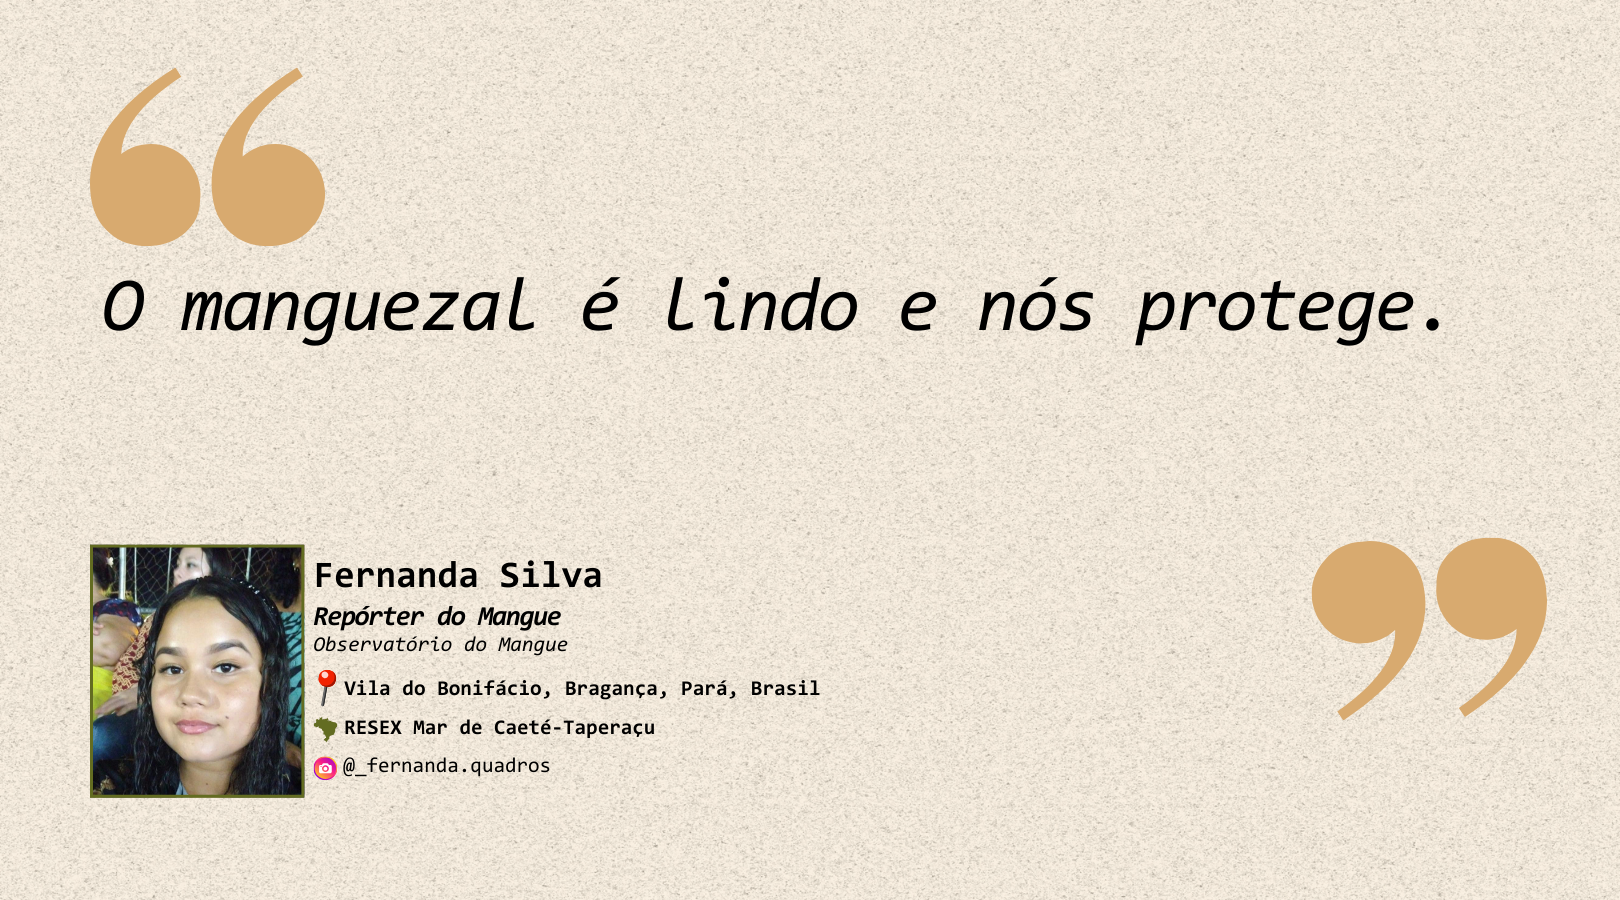 O manguezal é lindo e nós protege.
Fernanda Silva
Repórter do Mangue
Observatório do Mangue
Vila do Bonifácio, Bragança, Pará, Brasil
RESEX Mar de Caeté-Taperaçu
@_fernanda.quadros